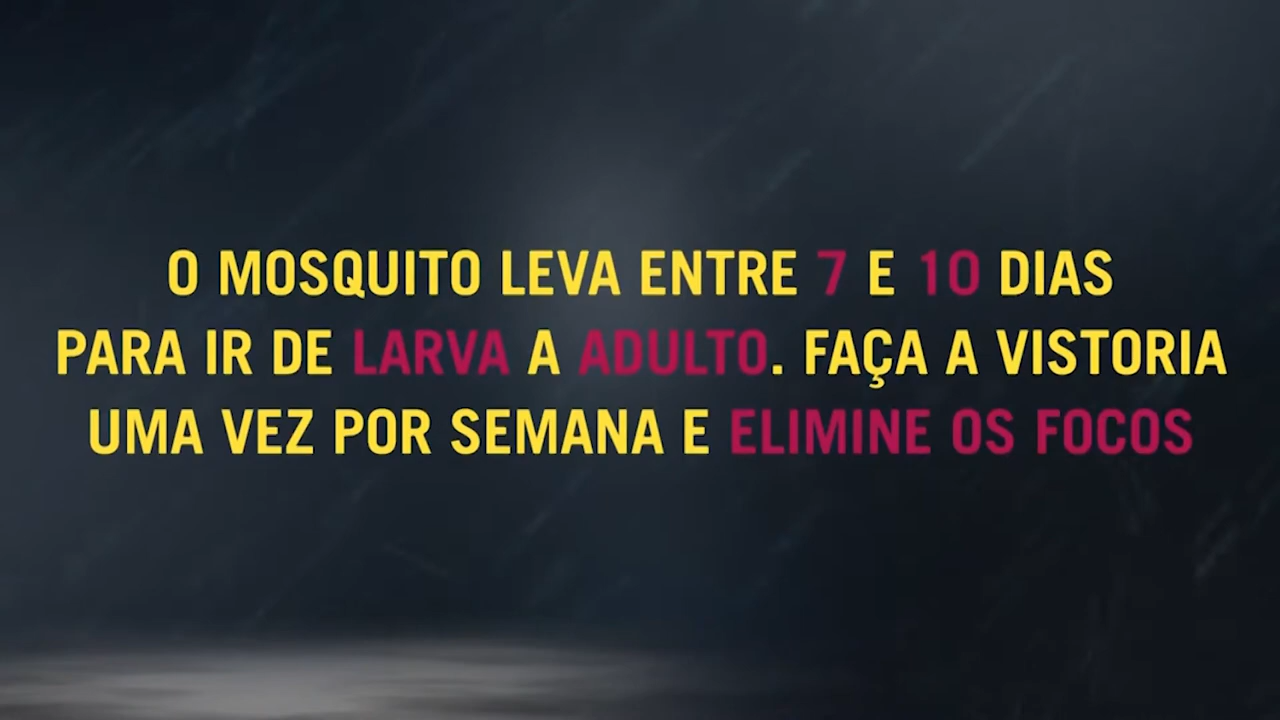 O MOSQUITO LEVA ENTRE 7 E 10 DIAS
PARA IR DE LARVA A ADULTO. FAÇA A VISTORIA
UMA VEZ POR SEMANA E ELIMINE OS FOCOS